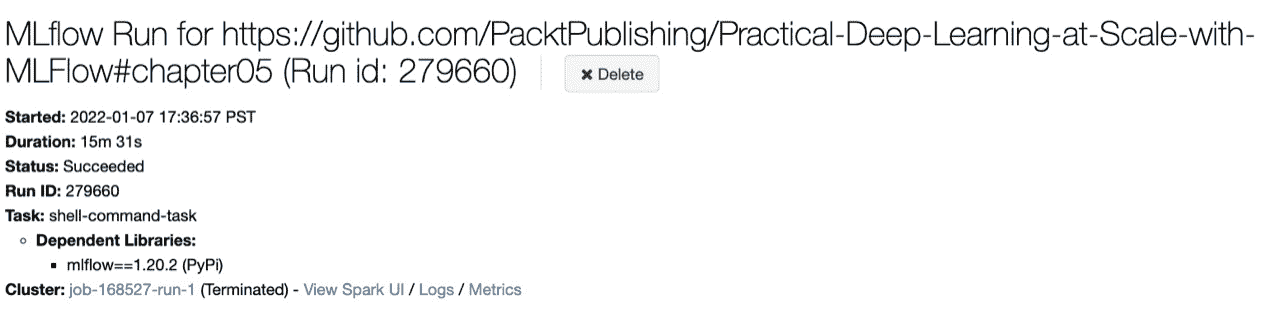 MLflow Run for https://github.com/PacktPublishing/Practical-Deep-Learning-at-Scale-with-
MLFlow#chapter05 (Run id: 279660) ✖ Delete
Started: 2022-01-07 17:36:57 PST
Duration: 15m 31s
Status: Succeeded
Run ID: 279660
Task: shell-command-task
Dependent Libraries:
mlflow==1.20.2 (PyPi)
Cluster: job-168527-run-1 (Terminated) - View Spark UI / Logs / Metrics